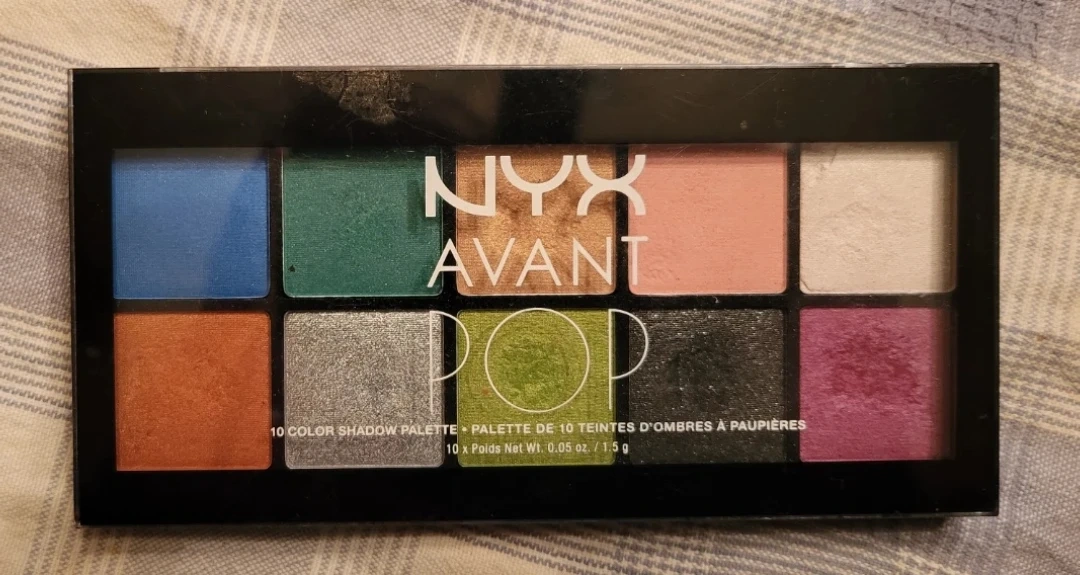 NYX
AVANT
POP
10 COLOR SHADOW PALETTE • PALETTE DE 10 TEINTES D'OMBRES À PAUPIÈRES
10 x Poids Net Wt. 0.05 oz. / 1.5 g